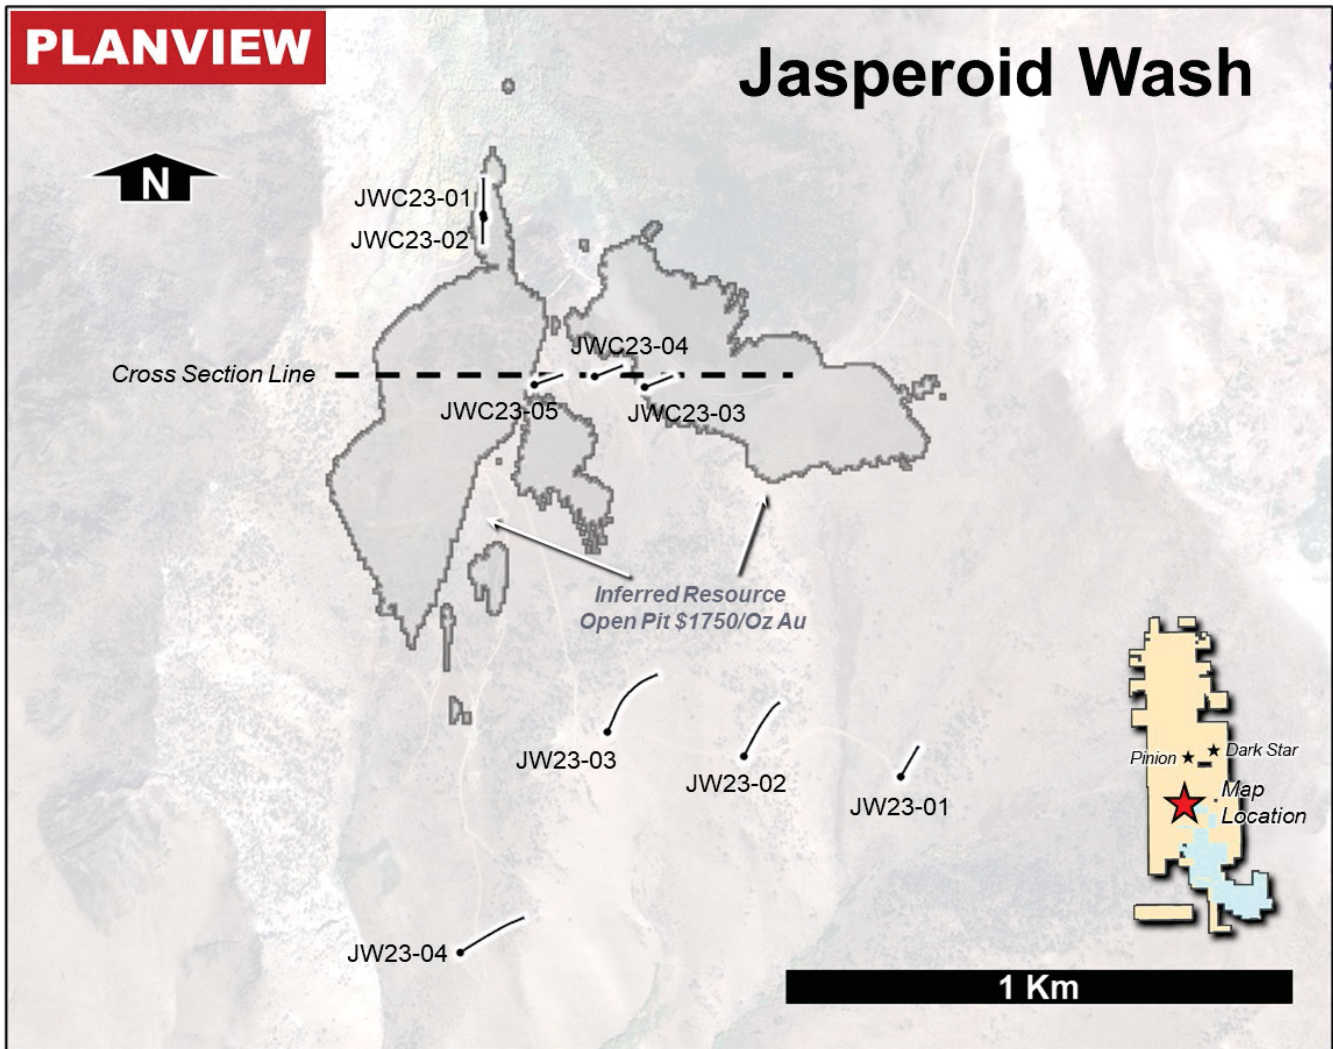 PLANVIEW
Jasperoid Wash
N
JWC23-01
JWC23-02
JWC23-04
Cross Section Line
JWC23-05
JWC23-03
Inferred Resource
Open Pit $1750/Oz Au
JW23-03
JW23-02
JW23-01
Pinion
Dark Star
Map
Location
JW23-04
1 Km